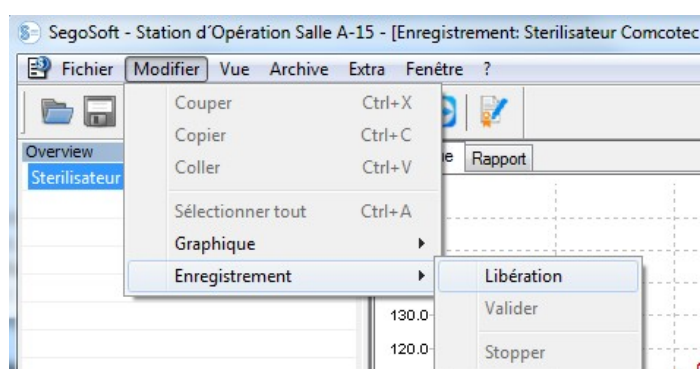 SegoSoft - Station d´Opération Salle A-15 - [Enregistrement: Sterilisateur Comcotec
Fichier Modifier Vue Archive Extra Fenêtre ?
Couper Ctrl+X
Copier Ctrl+C
Overview
Rapport
Coller Ctrl+V
Sterilisateur
Sélectionner tout Ctrl+A
Graphique
Enregistrement
Libération
130.0
Valider
120.0
Stopper